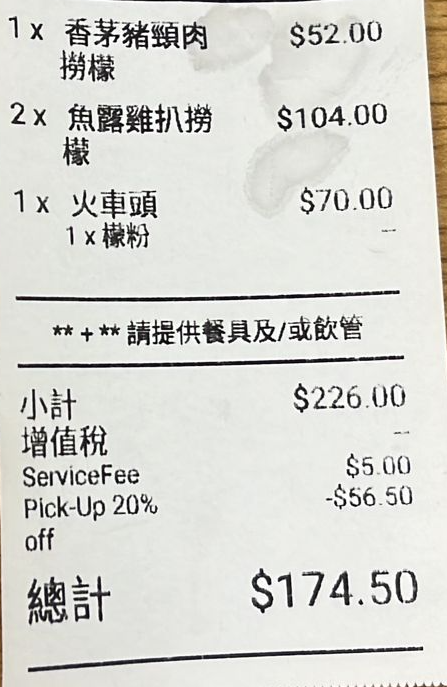 1 x 香茅豬頸肉 $52.00
撈檬
2 x 魚露雞扒撈 $104.00
檬
1 x 火車頭 $70.00
1 x 檬粉 --
** + ** 請提供餐具及/或飲管
小計 $226.00
增值稅 --
ServiceFee $5.00
Pick-Up 20% -$56.50
off
總計 $174.50